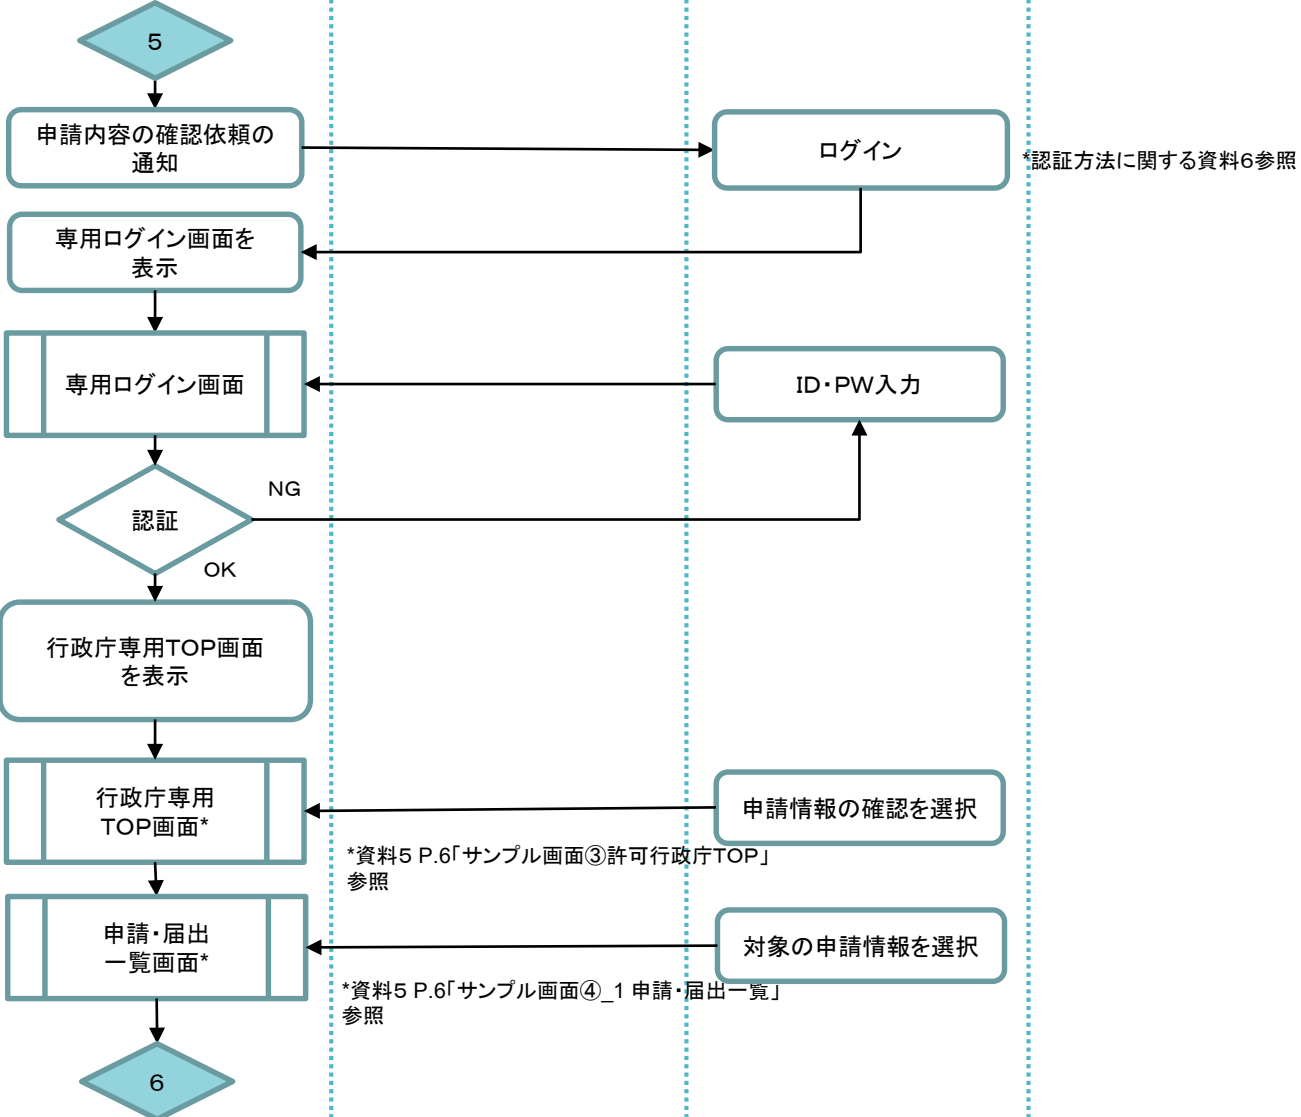 5
申請内容の確認依頼の
通知
ログイン
*認証方法に関する資料6参照
専用ログイン画面を
表示
専用ログイン画面
ID・PW入力
NG
認証
OK
行政庁専用TOP画面
を表示
行政庁専用
TOP画面*
申請情報の確認を選択
*資料5 P.6「サンプル画面③許可行政庁TOP」
参照
申請・届出
一覧画面*
対象の申請情報を選択
*資料5 P.6「サンプル画面④_1 申請・届出一覧」
参照
6